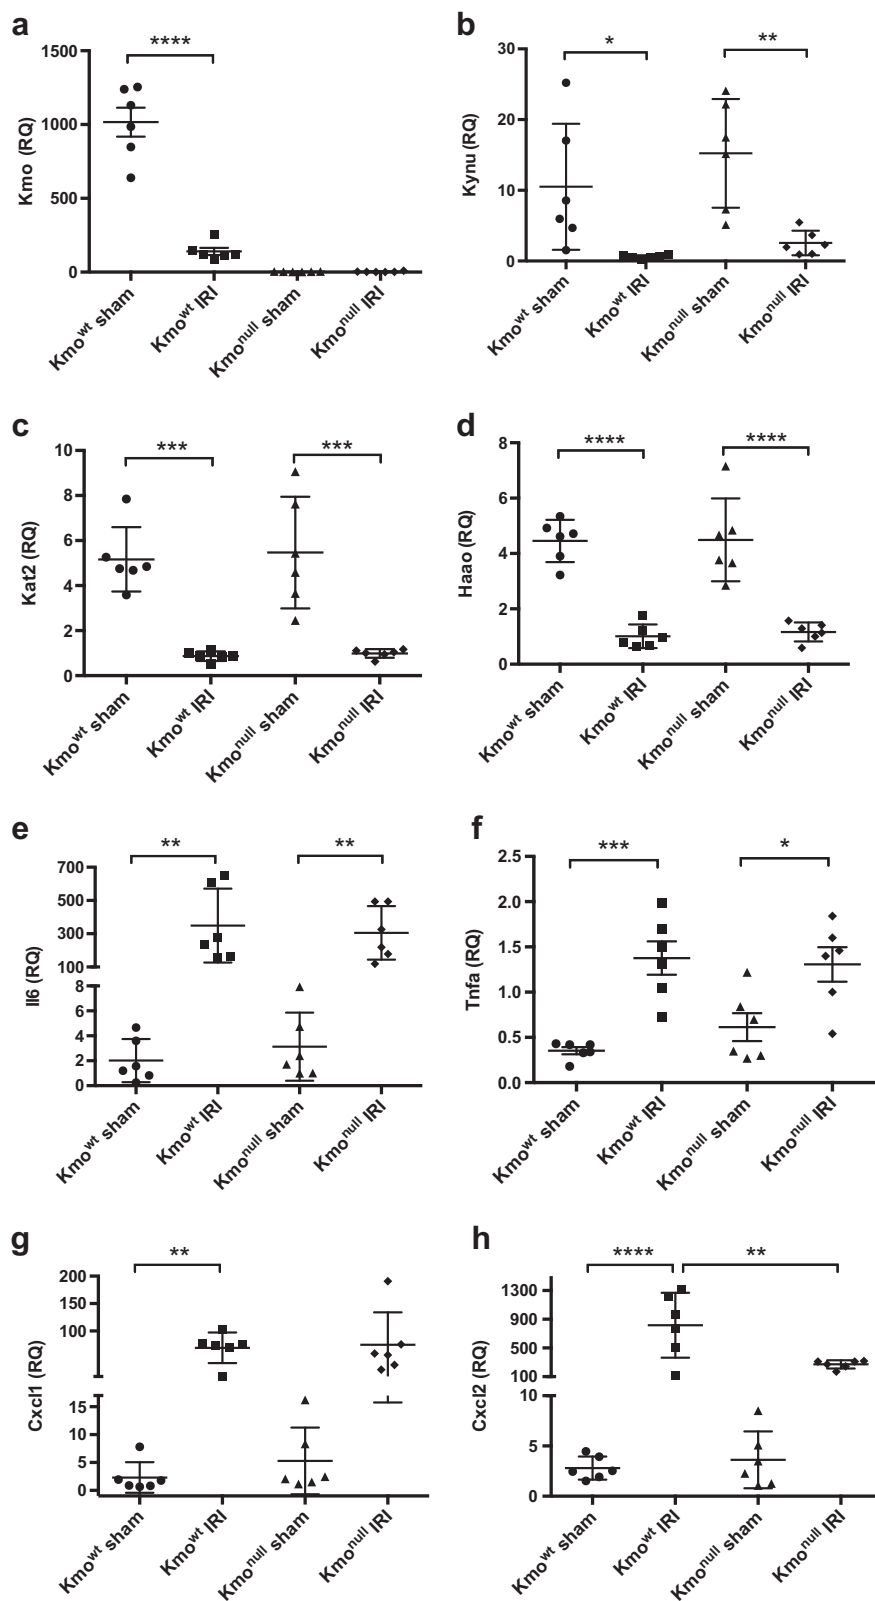 a
****
Kmo (RQ)
1500
1000
500
0
Kmo^wt sham
Kmo^wt IRI
Kmo^null sham
Kmo^null IRI
b
*
**
Kynu (RQ)
30
20
10
0
Kmo^wt sham
Kmo^wt IRI
Kmo^null sham
Kmo^null IRI
c
***
***
Kat2 (RQ)
10
8
6
4
2
0
Kmo^wt sham
Kmo^wt IRI
Kmo^null sham
Kmo^null IRI
d
****
****
Haao (RQ)
8
6
4
2
0
Kmo^wt sham
Kmo^wt IRI
Kmo^null sham
Kmo^null IRI
e
**
**
Il6 (RQ)
700
500
300
100
8
6
4
2
0
Kmo^wt sham
Kmo^wt IRI
Kmo^null sham
Kmo^null IRI
f
***
*
Tnfa (RQ)
2.5
2.0
1.5
1.0
0.5
0.0
Kmo^wt sham
Kmo^wt IRI
Kmo^null sham
Kmo^null IRI
g
**
Cxcl1 (RQ)
200
150
100
15
10
5
0
Kmo^wt sham
Kmo^wt IRI
Kmo^null sham
Kmo^null IRI
h
****
**
Cxcl2 (RQ)
1300
900
500
100
10
5
0
Kmo^wt sham
Kmo^wt IRI
Kmo^null sham
Kmo^null IRI